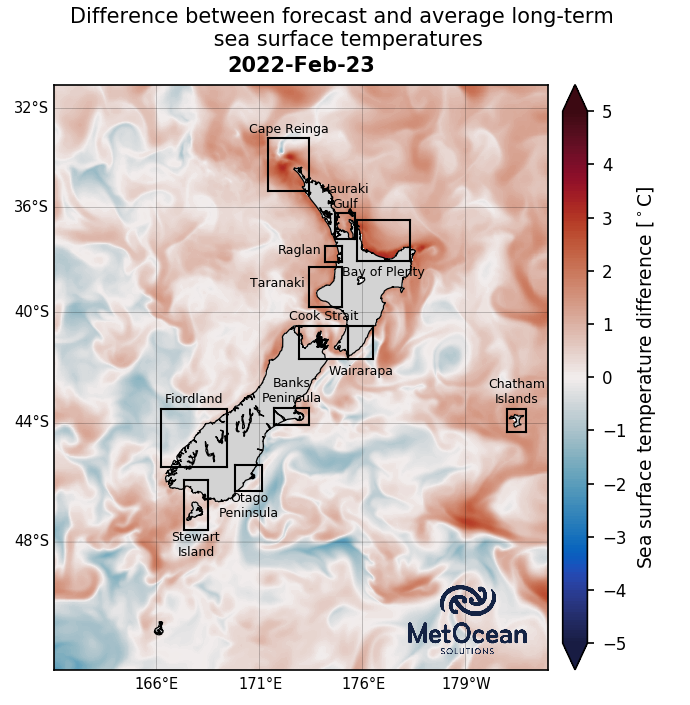 Difference between forecast and average long-term
sea surface temperatures
2022-Feb-23
32°S
36°S
40°S
44°S
48°S
Cape Reinga
Hauraki
Gulf
Raglan
Bay of Plenty
Taranaki
Cook Strait
Wairarapa
Banks
Peninsula
Fiordland
Chatham
Islands
Otago
Peninsula
Stewart
Island
MetOcean
SOLUTIONS
166°E
171°E
176°E
179°W
5
4
3
2
1
0
−1
−2
−3
−4
−5
Sea surface temperature difference [°C]